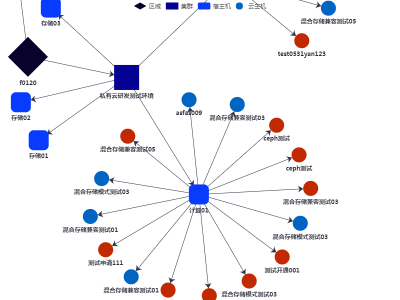 区域 集群 宿主机 云主机
存储03
混合存储兼容测试05
test0531yan123
f0120
私有云研发测试环境
存储02
asfa0009
混合存储兼容测试03
ceph测试
混合存储兼容测试05
存储01
ceph测试
混合存储模式测试03
混合存储兼容测试03
计算01
混合存储兼容测试01
混合存储模式测试03
测试申请111
测试开通001
混合存储兼容测试01
混合存储模式测试03